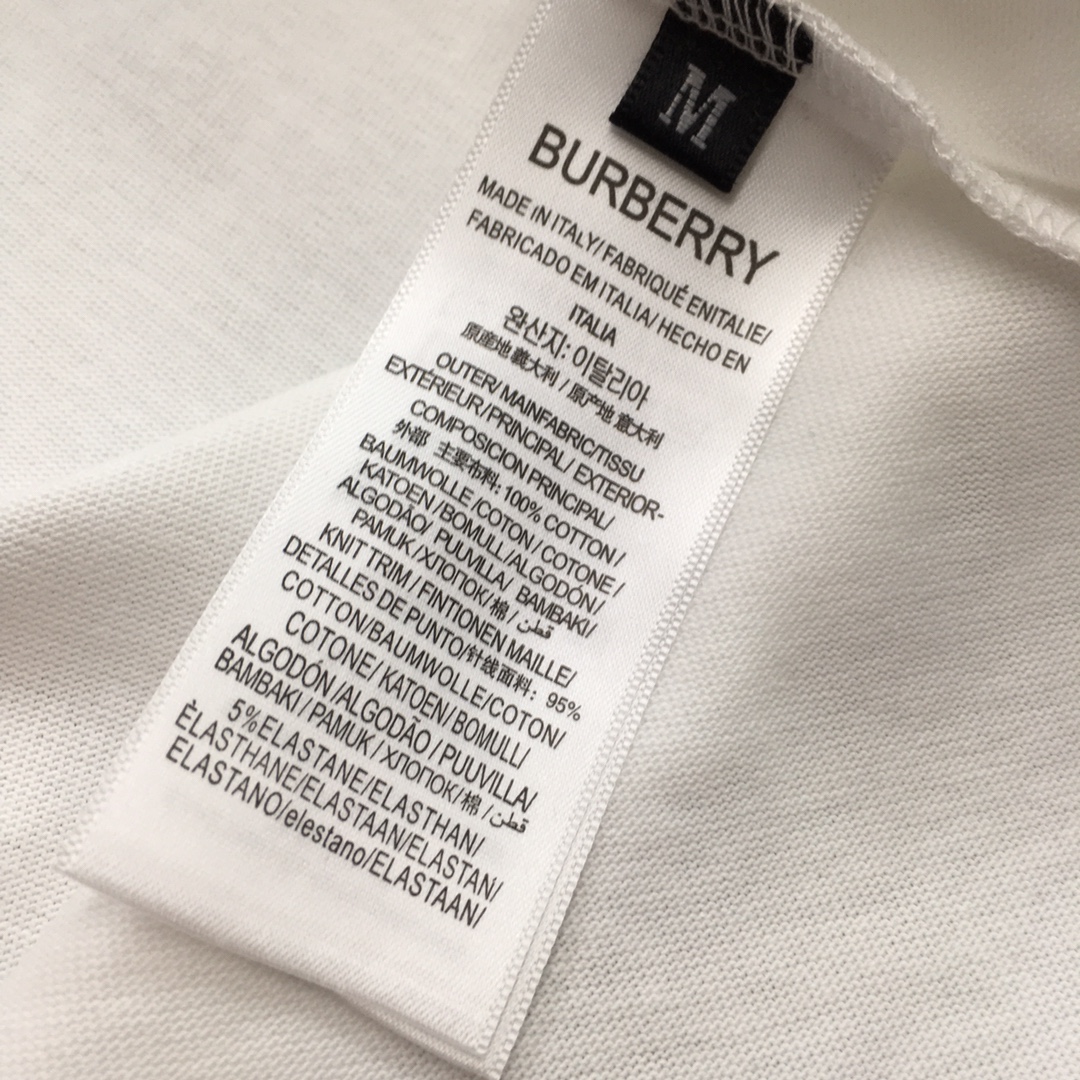 M
BURBERRY
MADE iN ITALY/FABRIQUÉ ENITALIE/
FABRICADO EM ITALIA/ HECHO EN
ITALIA
완산지: 이탈리아
原産地 義大利 / 原产地 意大利
OUTER/ MAINFABRIC/TISSU
EXTÉRIEUR/PRINCIPAL/ EXTERIOR-
COMPOSICION PRINCIPAL/
外部 主要布料: 100% COTTON/
BAUMWOLLE /COTON / COTONE /
KATOEN / BOMULL/ALGODÓN/
ALGODÃO/ PUUVILLA/ BAMBAKI/
PAMUK / ХЛОПОК/ 棉 / قطن
KNIT TRIM / FINTIONEN MAILLE/
DETALLES DE PUNTO/针线面料: 95%
COTTON/BAUMWOLLE/COTON/
COTONE/ KATOEN/ BOMULL/
ALGODÓN /ALGODÃO / PUUVILLA/
BAMBAKI / PAMUK / ХЛОПОК/ 棉 / قطن
5%ELASTANE/ELASTHAN/
ÉLASTHANE/ELASTAAN/ELASTAN/
ELASTANO/elestano/ELASTAANI/